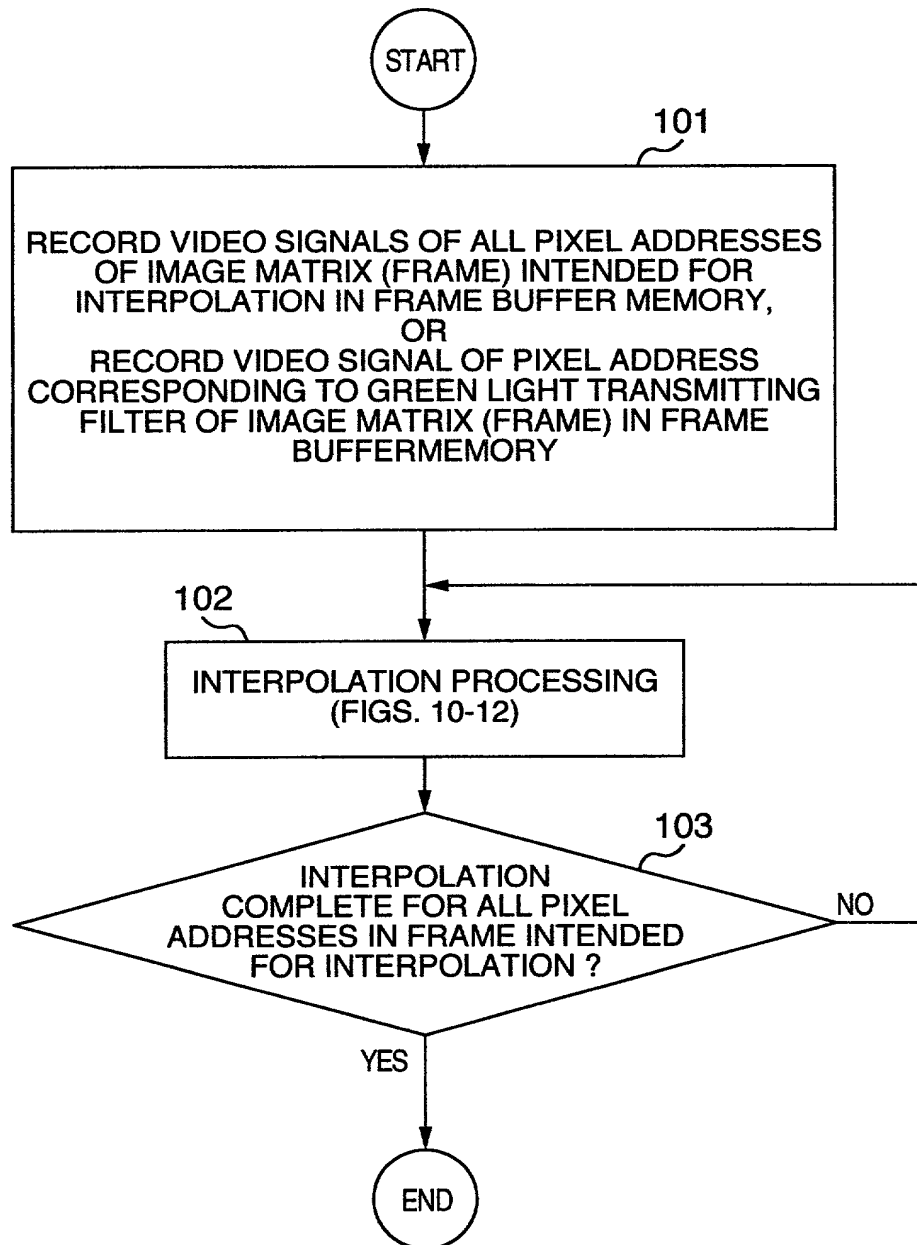 START
101
RECORD VIDEO SIGNALS OF ALL PIXEL ADDRESSES
OF IMAGE MATRIX (FRAME) INTENDED FOR
INTERPOLATION IN FRAME BUFFER MEMORY,
OR
RECORD VIDEO SIGNAL OF PIXEL ADDRESS
CORRESPONDING TO GREEN LIGHT TRANSMITTING
FILTER OF IMAGE MATRIX (FRAME) IN FRAME
BUFFERMEMORY
102
INTERPOLATION PROCESSING
(FIGS. 10-12)
103
INTERPOLATION
COMPLETE FOR ALL PIXEL
ADDRESSES IN FRAME INTENDED
FOR INTERPOLATION ?
NO
YES
END